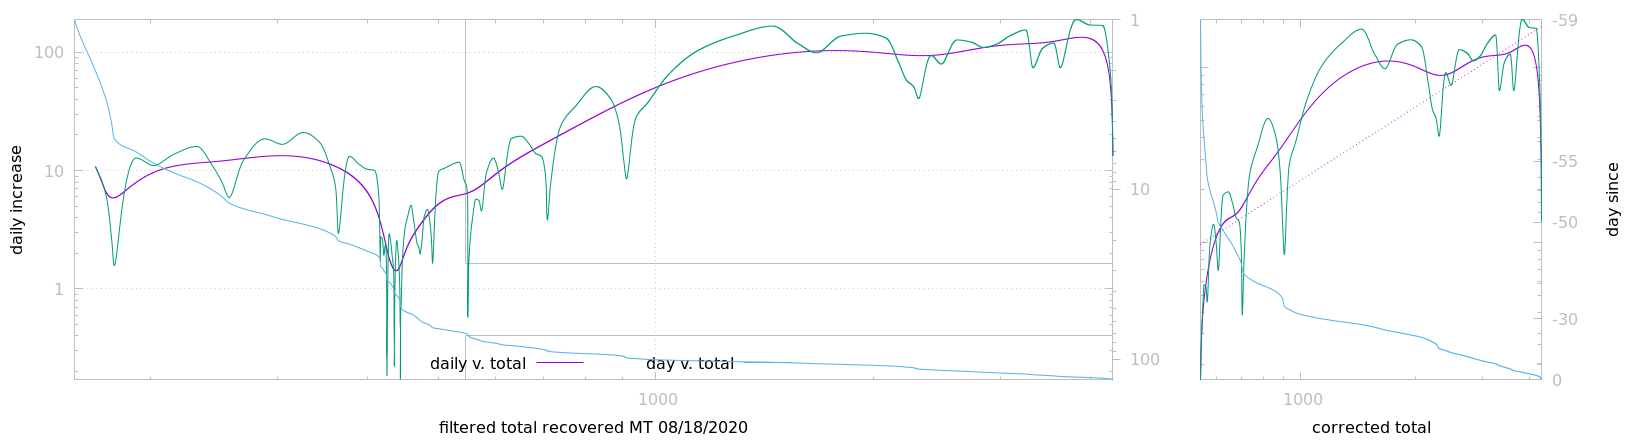 1 -59
100
-55
daily increase 10 10 -50 day since
1 -30
daily v. total day v. total 100 0
1000 1000
filtered total recovered MT 08/18/2020 corrected total